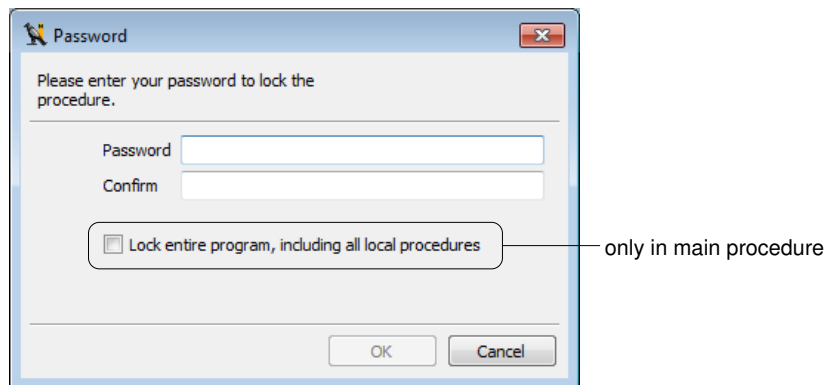 Password
Please enter your password to lock the
procedure.
Password
Confirm
Lock entire program, including all local procedures
only in main procedure
OK
Cancel